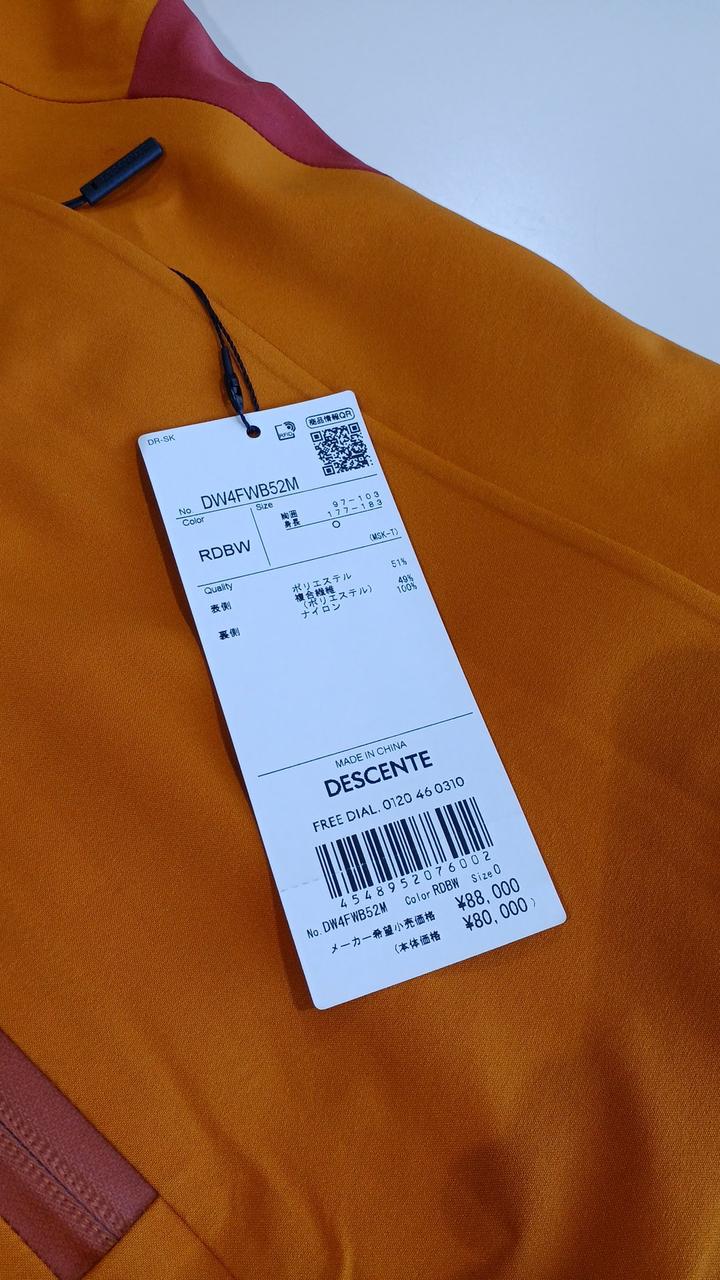 DR-SK
RFID
商品情報QR
No. DW4FWB52M
Color
Size
胸囲 97-103
身長 177-183
RDBW
O
(MSK-T)
Quality
表側 ポリエステル 51%
複合繊維 49%
(ポリエステル)
裏側 ナイロン 100%
MADE IN CHINA
DESCENTE
FREE DIAL. 0120 46 0310
4548952076002
No. DW4FWB52M Color RDBW Size O
メーカー希望小売価格 ¥88,000
(本体価格 ¥80,000)